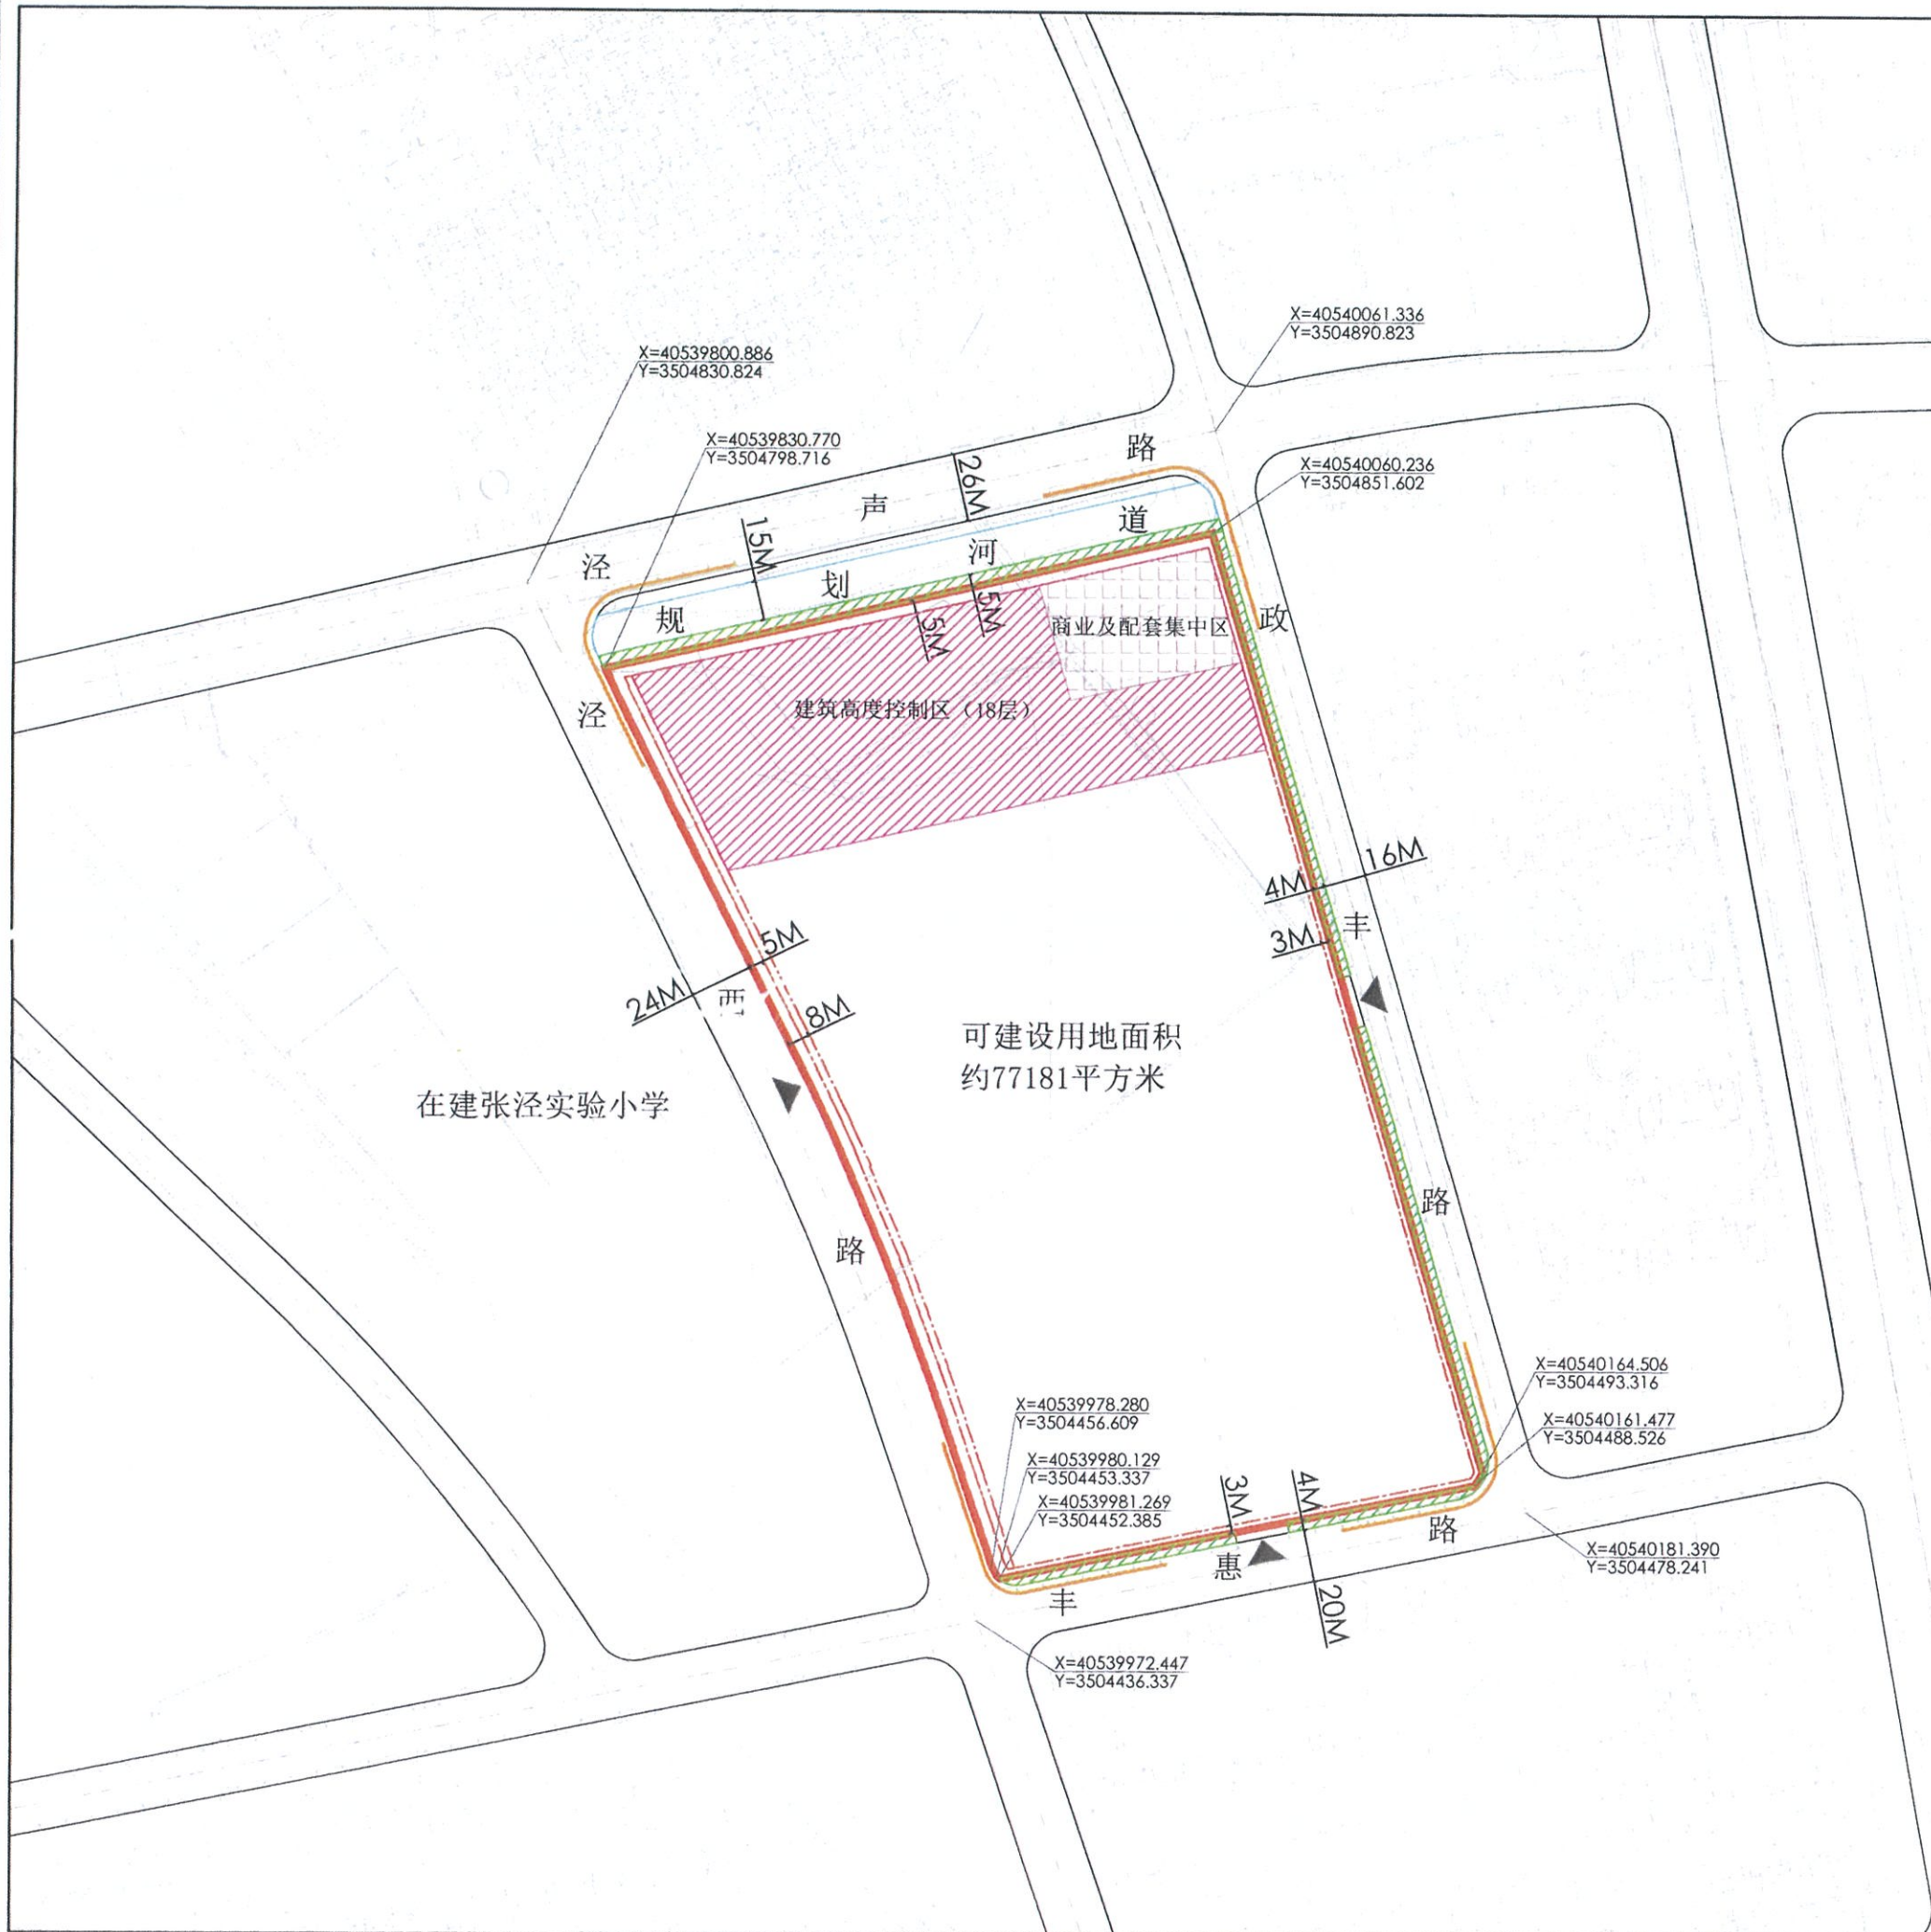 X=40540061.336
Y=3504890.823
X=40539800.886
Y=3504830.824
X=40539830.770
Y=3504798.716
X=40540060.236
Y=3504851.602
泾声路
26M
15M
规划河道
5M
5M
商业及配套集中区
建筑高度控制区（18层）
政丰路
16M
4M
3M
泾西路
5M
24M
8M
可建设用地面积
约77181平方米
在建张泾实验小学
X=40540164.506
Y=3504493.316
X=40540161.477
Y=3504488.526
X=40539978.280
Y=3504456.609
X=40539980.129
Y=3504453.337
X=40539981.269
Y=3504452.385
3M
4M
丰惠路
20M
X=40540181.390
Y=3504478.241
X=40539972.447
Y=3504436.337